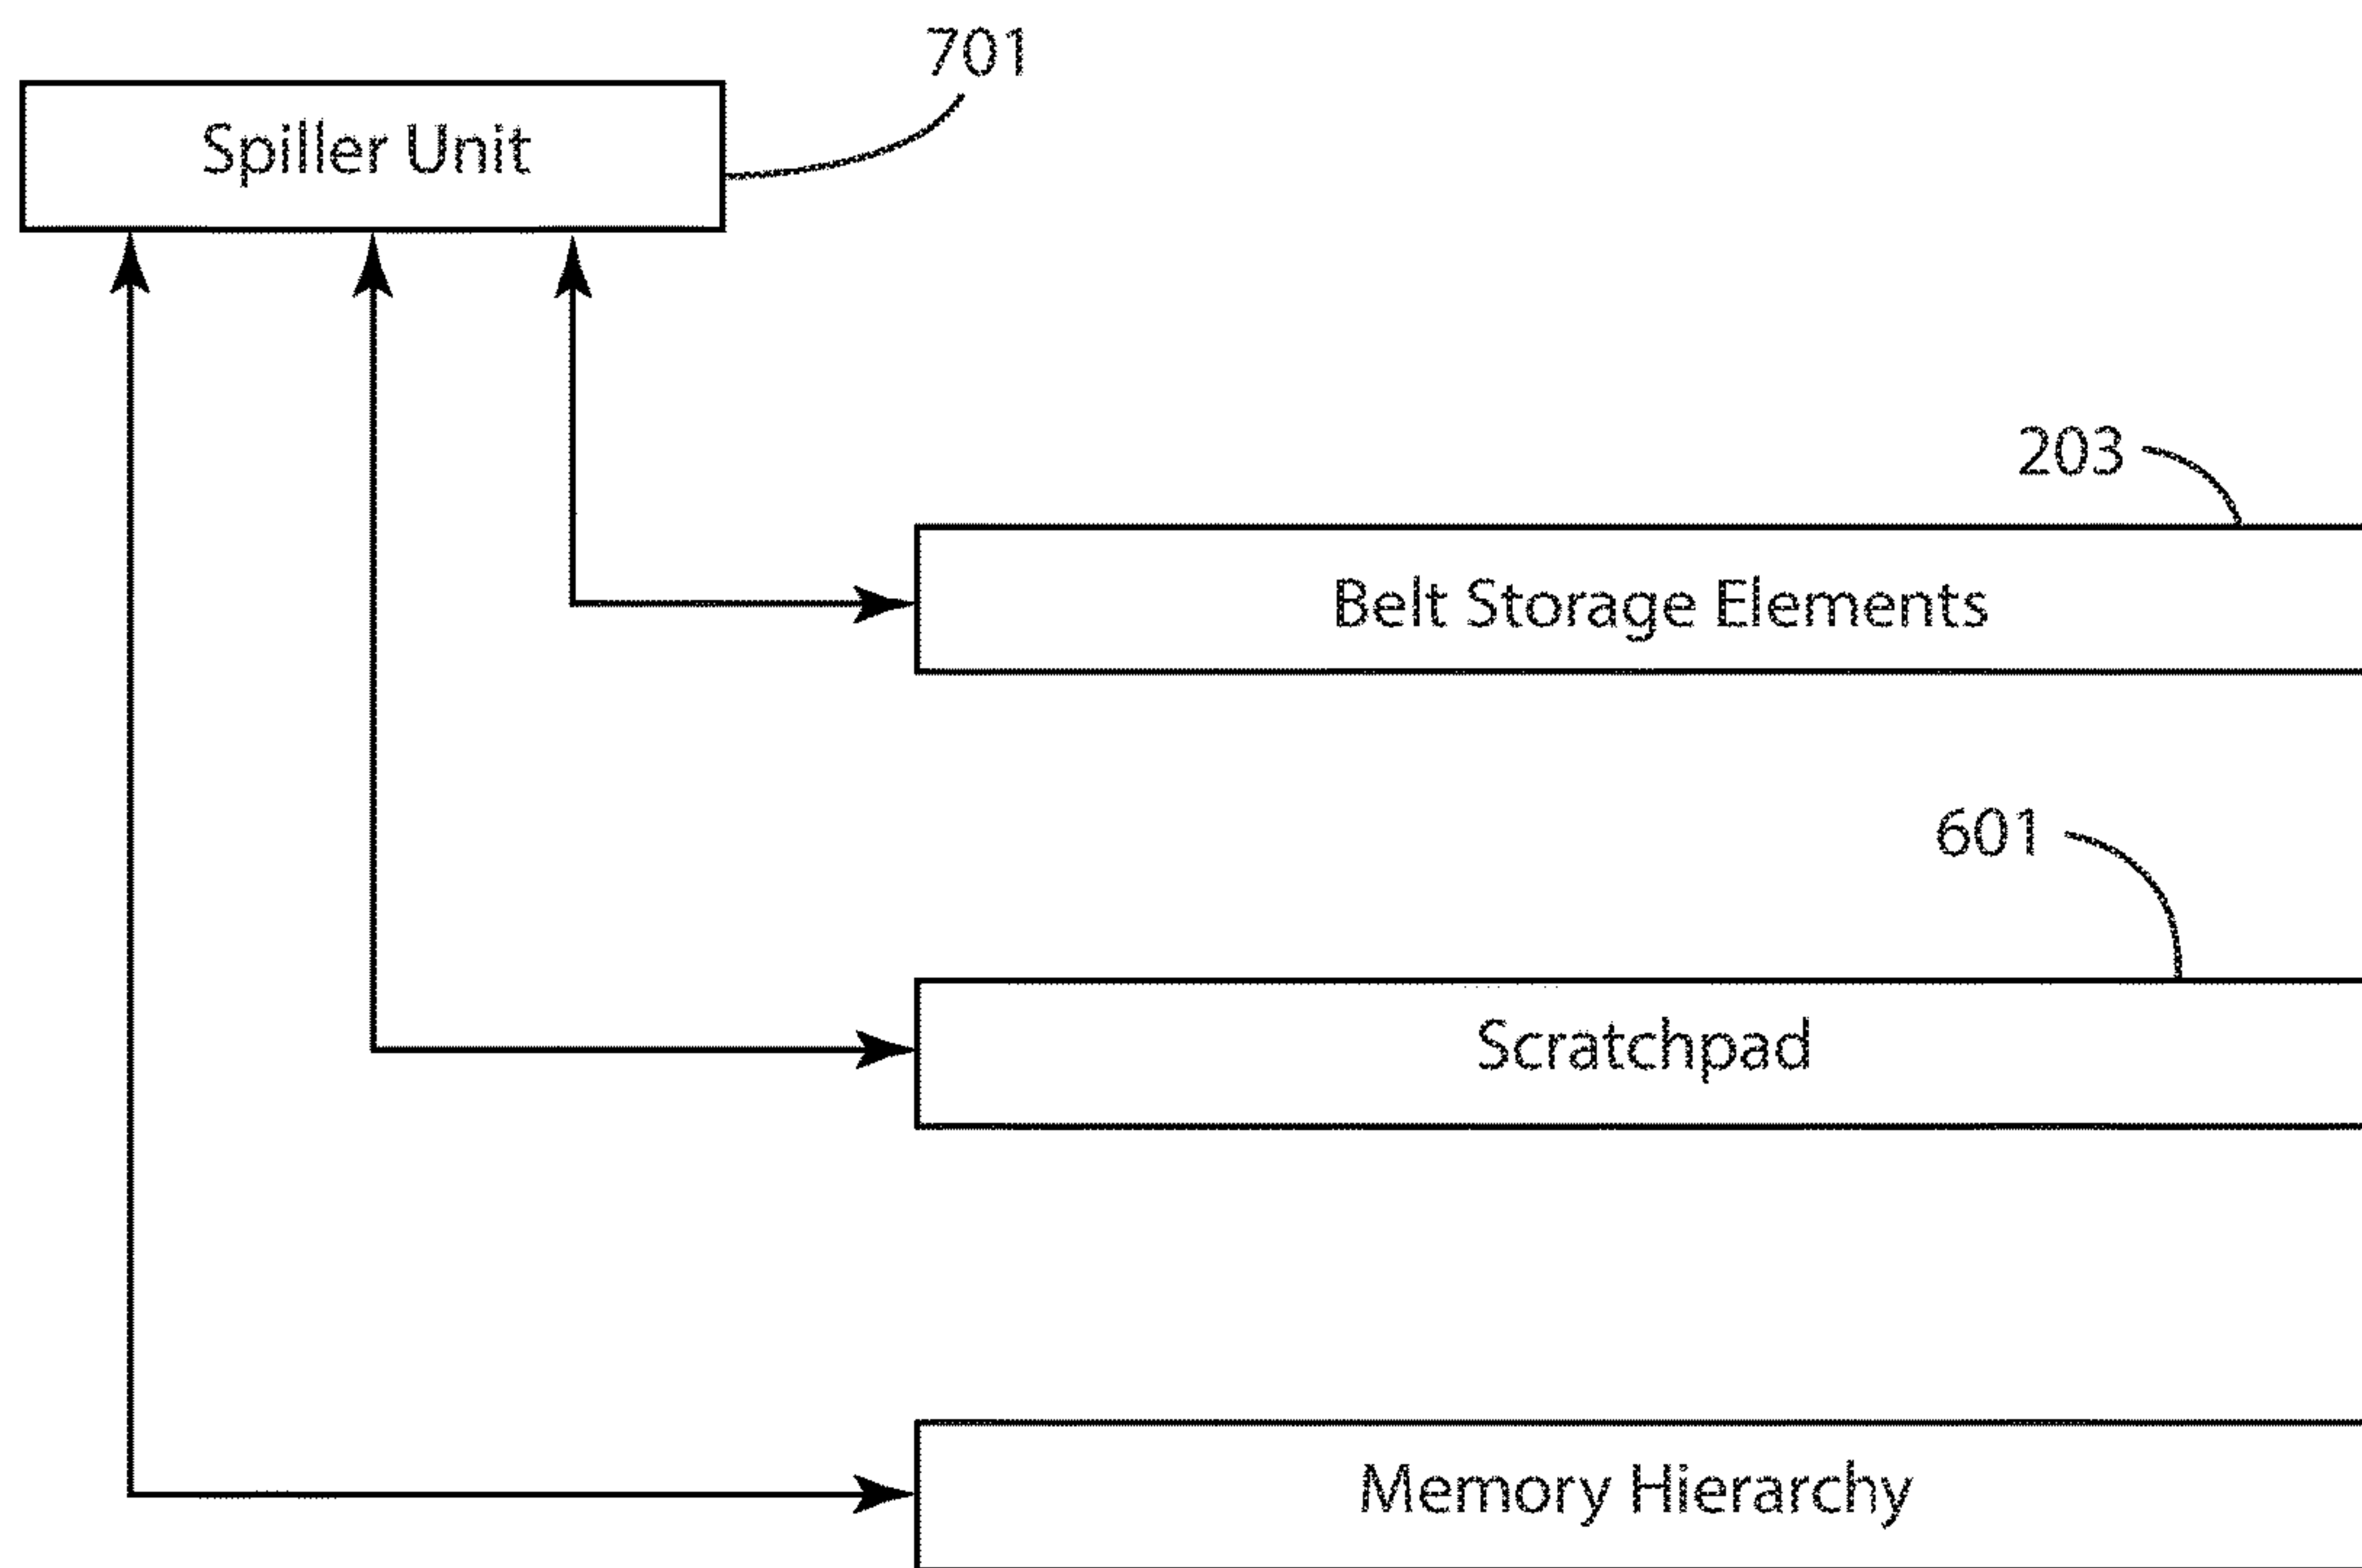 701
Spiller Unit
203
Belt Storage Elements
601
Scratchpad
Memory Hierarchy